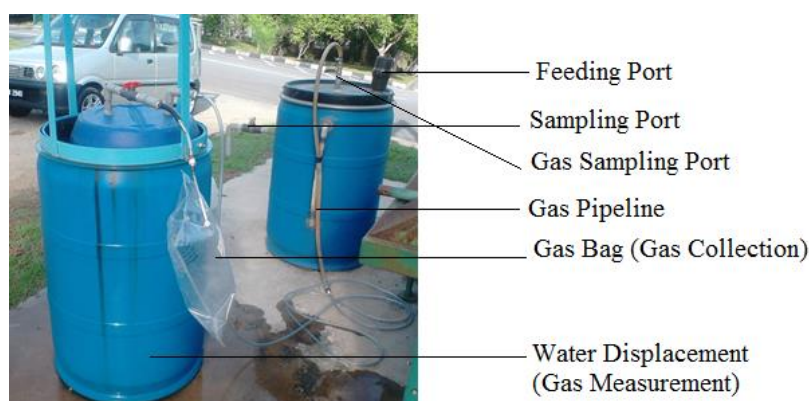 Feeding Port
Sampling Port
Gas Sampling Port
Gas Pipeline
Gas Bag (Gas Collection)
Water Displacement
(Gas Measurement)